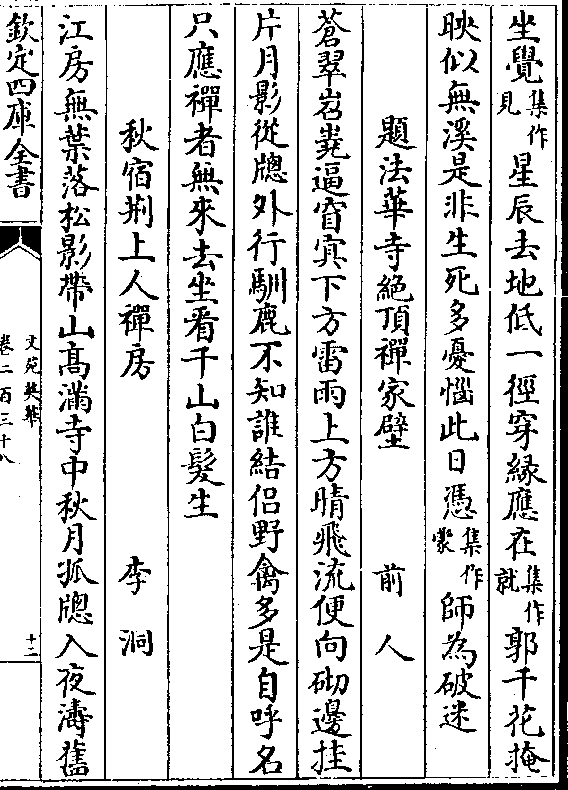 坐覺集作見星辰去地低一徑穿緣應在集作就郭千花掩
映似無溪是非生死多憂惱此日憑集作蒙師為破迷
題法華寺絕頂禪家壁 前人
蒼翠岧嶤逼窅㝠下方雷雨上方晴飛流便向砌邊挂
片月影從牕外行馴鹿不知誰結侣野禽多是自呼名
只應禪者無來去坐看千山白髮生
秋宿荆上人禪房 李洞
江房無葉落松影帶山高滿寺中秋月孤牕入夜濤舊
欽定四庫全書
文苑英華
卷二百三十八
十二